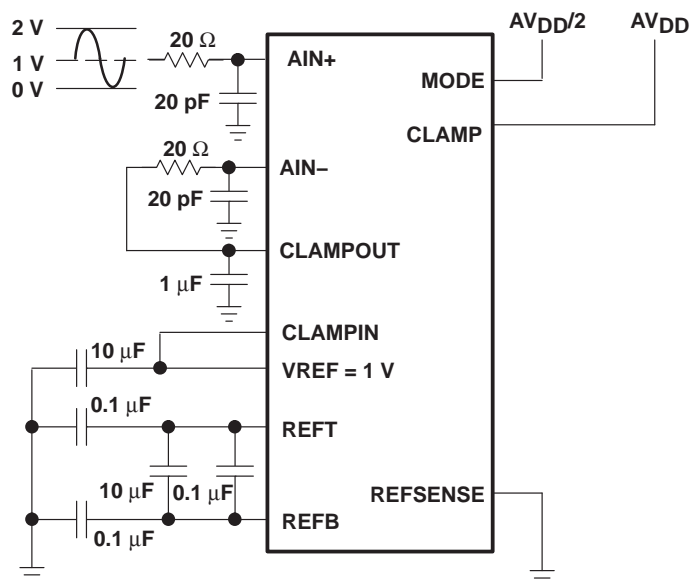 2 V
1 V
0 V
20 Ω
AIN+
20 pF
20 Ω
AIN–
20 pF
CLAMPOUT
1 μF
CLAMPIN
10 μF
VREF = 1 V
0.1 μF
REFT
10 μF
0.1 μF
REFB
0.1 μF
AVDD/2
AVDD
MODE
CLAMP
REFSENSE